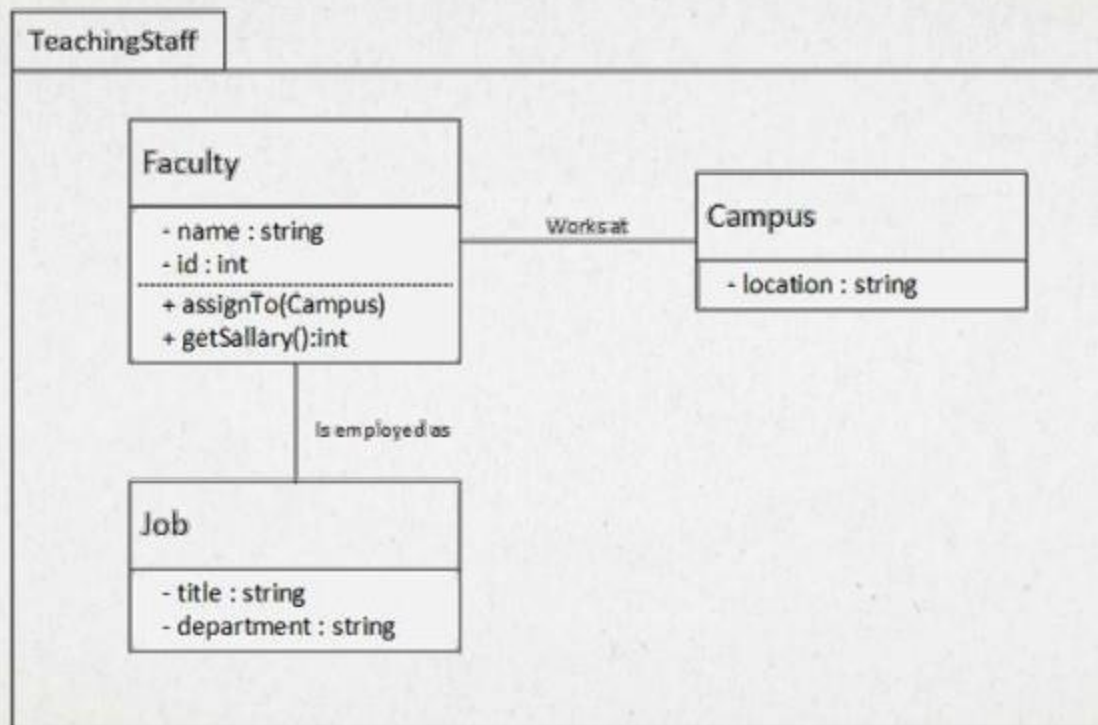 TeachingStaff
Faculty
- name : string
- id : int
+ assignTo(Campus)
+ getSallary():int
Works at
Campus
- location : string
Is employed as
Job
- title : string
- department : string